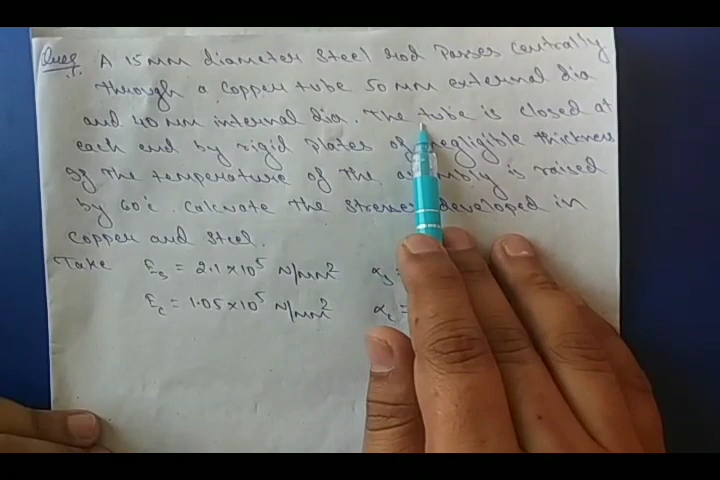 Ques: A 15 mm diameter steel rod Passes centrally
through a copper tube 50 mm external dia
and 40 mm internal dia. The tube is closed at
each end by rigid plates of negligible thickness
If the temperature of the is raised
by 60°c. Calculate the stresses developed in
copper and steel.
Take Es = 2.1×10⁵ N/mm² αs =
Ec = 1.05×10⁵ N/mm² αc =